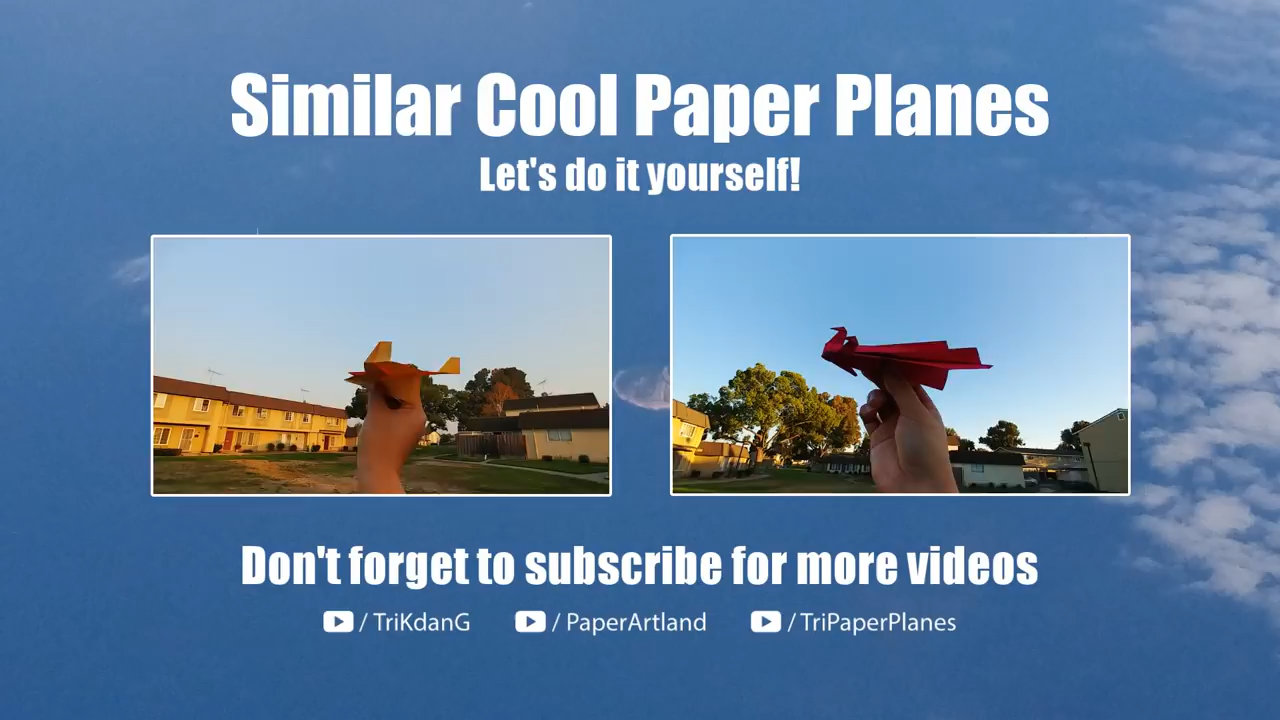 Similar Cool Paper Planes
Let's do it yourself!
Don't forget to subscribe for more videos
/ TriKdanG / PaperArtland / TriPaperPlanes